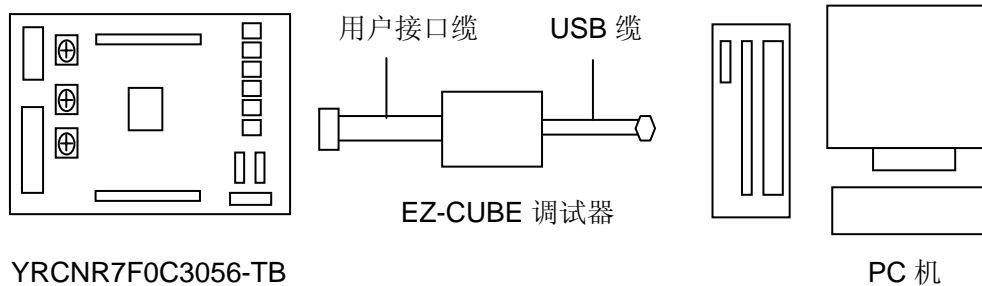 用户接口缆
USB 缆
EZ-CUBE 调试器
YRCNR7F0C3056-TB
PC 机